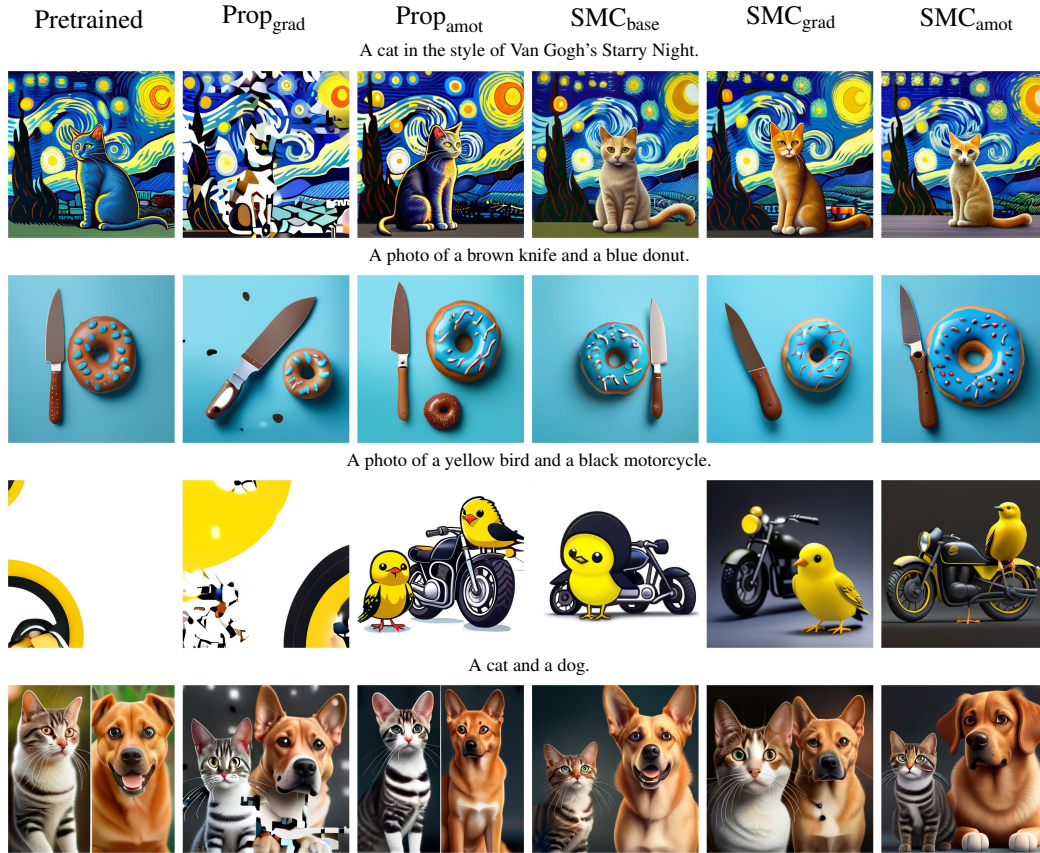 Pretrained Prop_grad Prop_amot SMC_base SMC_grad SMC_amot
A cat in the style of Van Gogh's Starry Night.
A photo of a brown knife and a blue donut.
A photo of a yellow bird and a black motorcycle.
A cat and a dog.